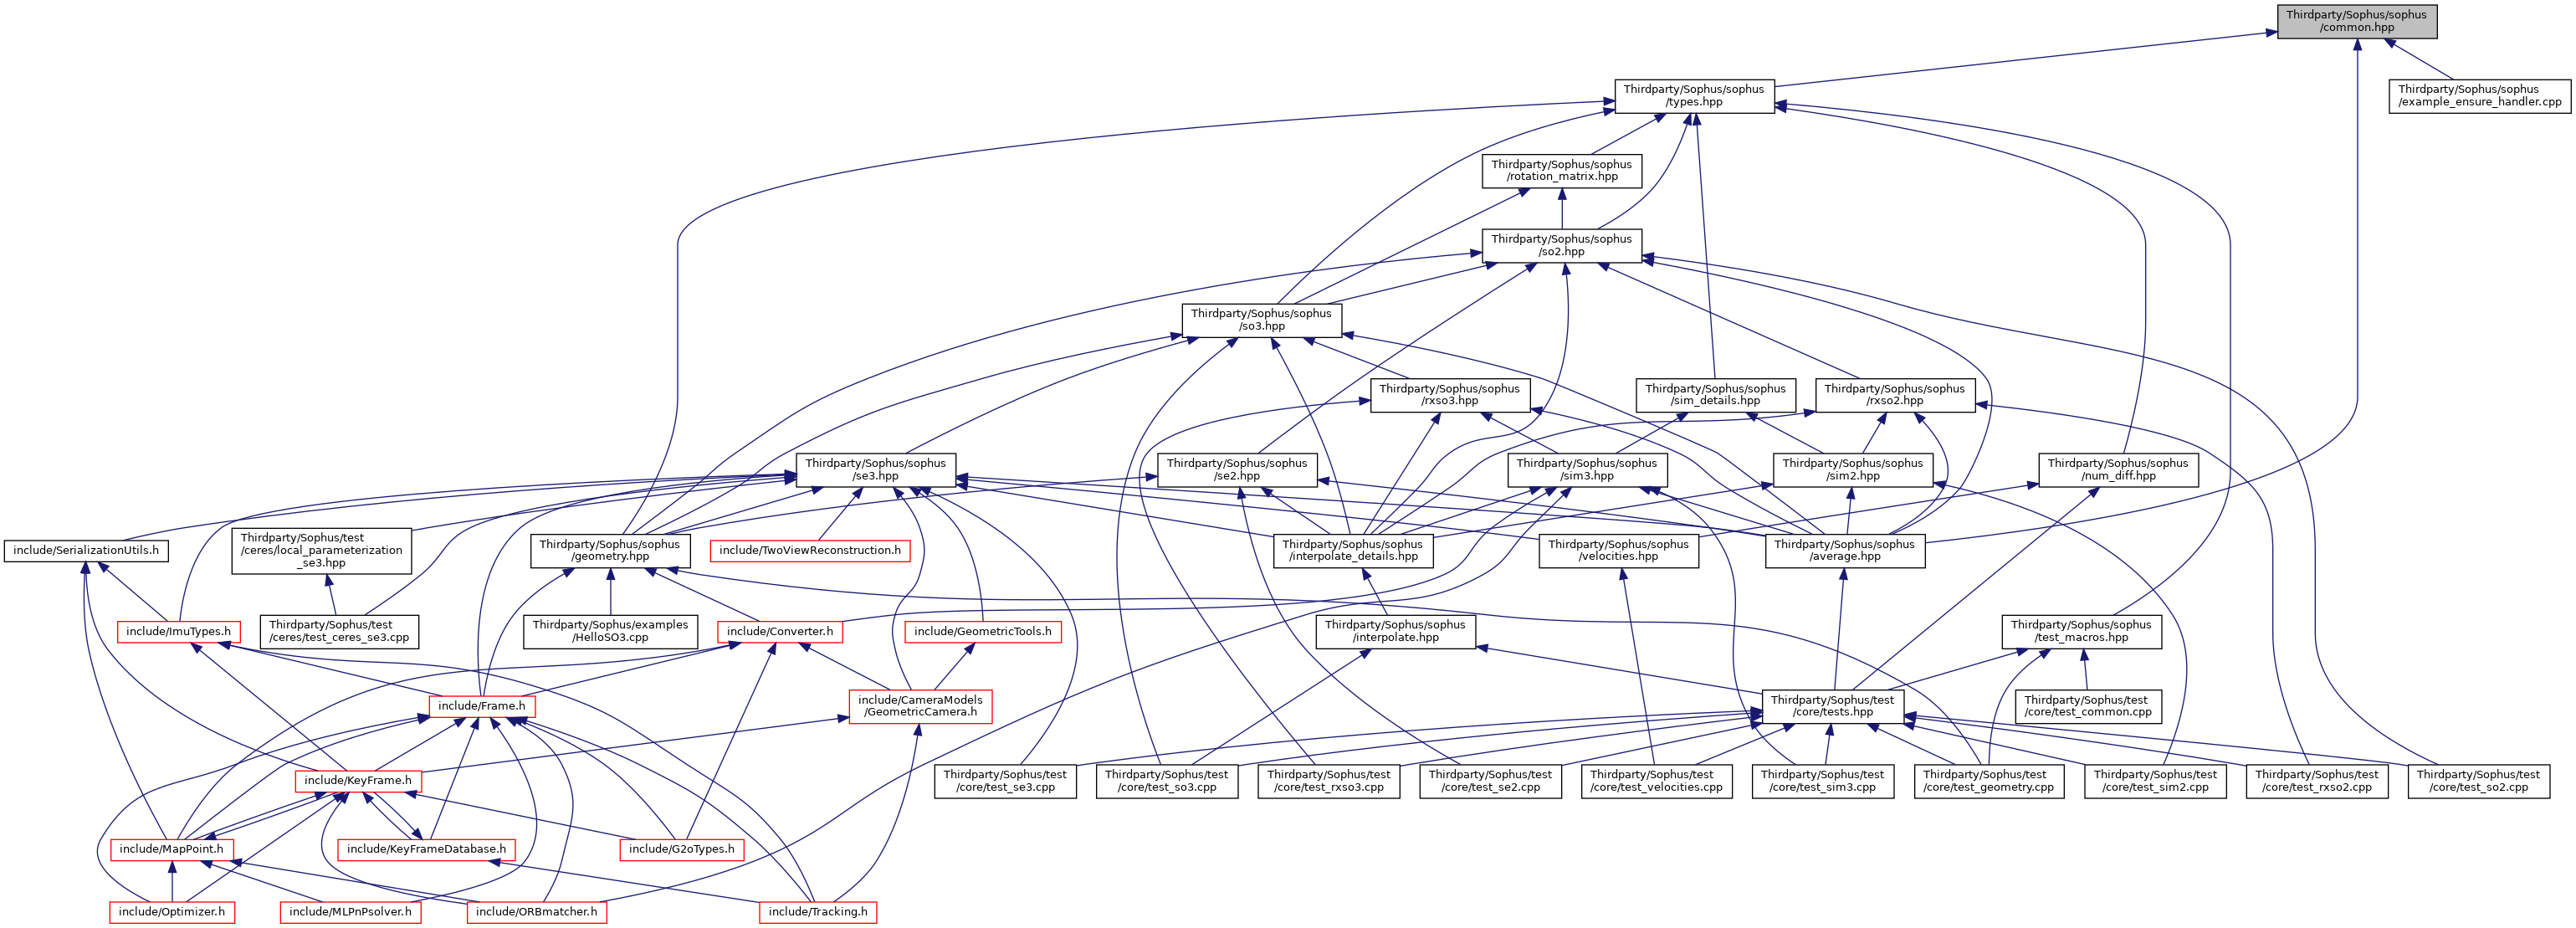 Thirdparty/Sophus/sophus
/common.hpp
Thirdparty/Sophus/sophus
/types.hpp
Thirdparty/Sophus/sophus
/example_ensure_handler.cpp
Thirdparty/Sophus/sophus
/rotation_matrix.hpp
Thirdparty/Sophus/sophus
/so2.hpp
Thirdparty/Sophus/sophus
/so3.hpp
Thirdparty/Sophus/sophus
/rxso3.hpp
Thirdparty/Sophus/sophus
/sim_details.hpp
Thirdparty/Sophus/sophus
/rxso2.hpp
Thirdparty/Sophus/sophus
/se3.hpp
Thirdparty/Sophus/sophus
/se2.hpp
Thirdparty/Sophus/sophus
/sim3.hpp
Thirdparty/Sophus/sophus
/sim2.hpp
Thirdparty/Sophus/sophus
/num_diff.hpp
include/SerializationUtils.h
Thirdparty/Sophus/test
/ceres/local_parameterization
_se3.hpp
Thirdparty/Sophus/sophus
/geometry.hpp
include/TwoViewReconstruction.h
Thirdparty/Sophus/sophus
/interpolate_details.hpp
Thirdparty/Sophus/sophus
/velocities.hpp
Thirdparty/Sophus/sophus
/average.hpp
include/ImuTypes.h
Thirdparty/Sophus/test
/ceres/test_ceres_se3.cpp
Thirdparty/Sophus/examples
/HelloSO3.cpp
include/Converter.h
include/GeometricTools.h
Thirdparty/Sophus/sophus
/interpolate.hpp
Thirdparty/Sophus/sophus
/test_macros.hpp
include/Frame.h
include/CameraModels
/GeometricCamera.h
Thirdparty/Sophus/test
/core/tests.hpp
Thirdparty/Sophus/test
/core/test_common.cpp
include/KeyFrame.h
Thirdparty/Sophus/test
/core/test_se3.cpp
Thirdparty/Sophus/test
/core/test_so3.cpp
Thirdparty/Sophus/test
/core/test_rxso3.cpp
Thirdparty/Sophus/test
/core/test_se2.cpp
Thirdparty/Sophus/test
/core/test_velocities.cpp
Thirdparty/Sophus/test
/core/test_sim3.cpp
Thirdparty/Sophus/test
/core/test_geometry.cpp
Thirdparty/Sophus/test
/core/test_sim2.cpp
Thirdparty/Sophus/test
/core/test_rxso2.cpp
Thirdparty/Sophus/test
/core/test_so2.cpp
include/MapPoint.h
include/KeyFrameDatabase.h
include/G2oTypes.h
include/Optimizer.h
include/MLPnPsolver.h
include/ORBmatcher.h
include/Tracking.h